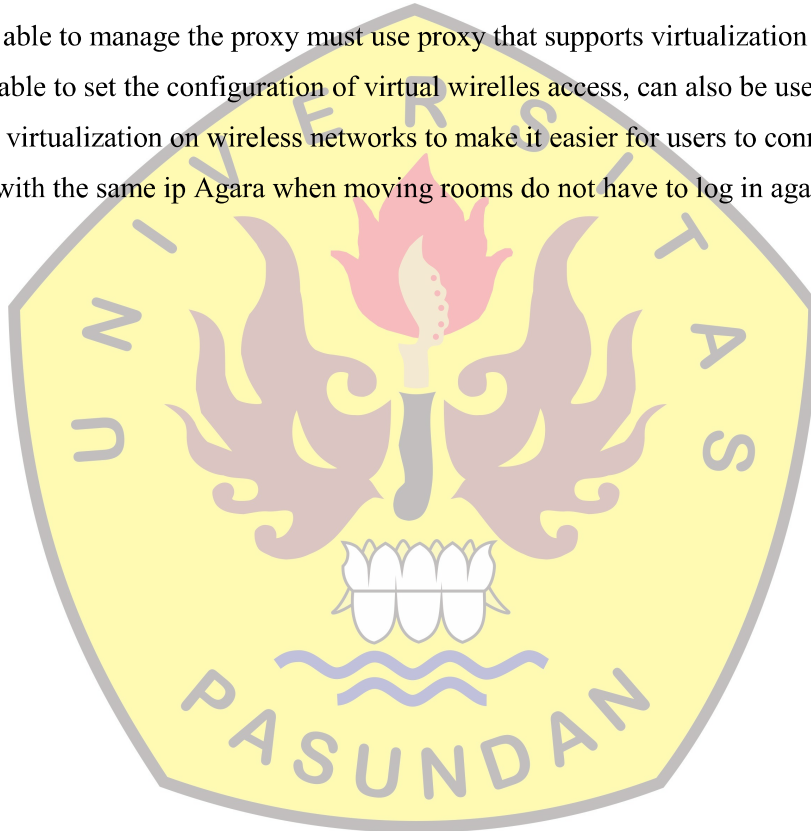 able to manage the proxy must use proxy that supports virtualization
able to set the configuration of virtual wirelles access, can also be use
virtualization on wireless networks to make it easier for users to con
with the same ip Agara when moving rooms do not have to log in aga
UNIVERSITAS
PASUNDAN